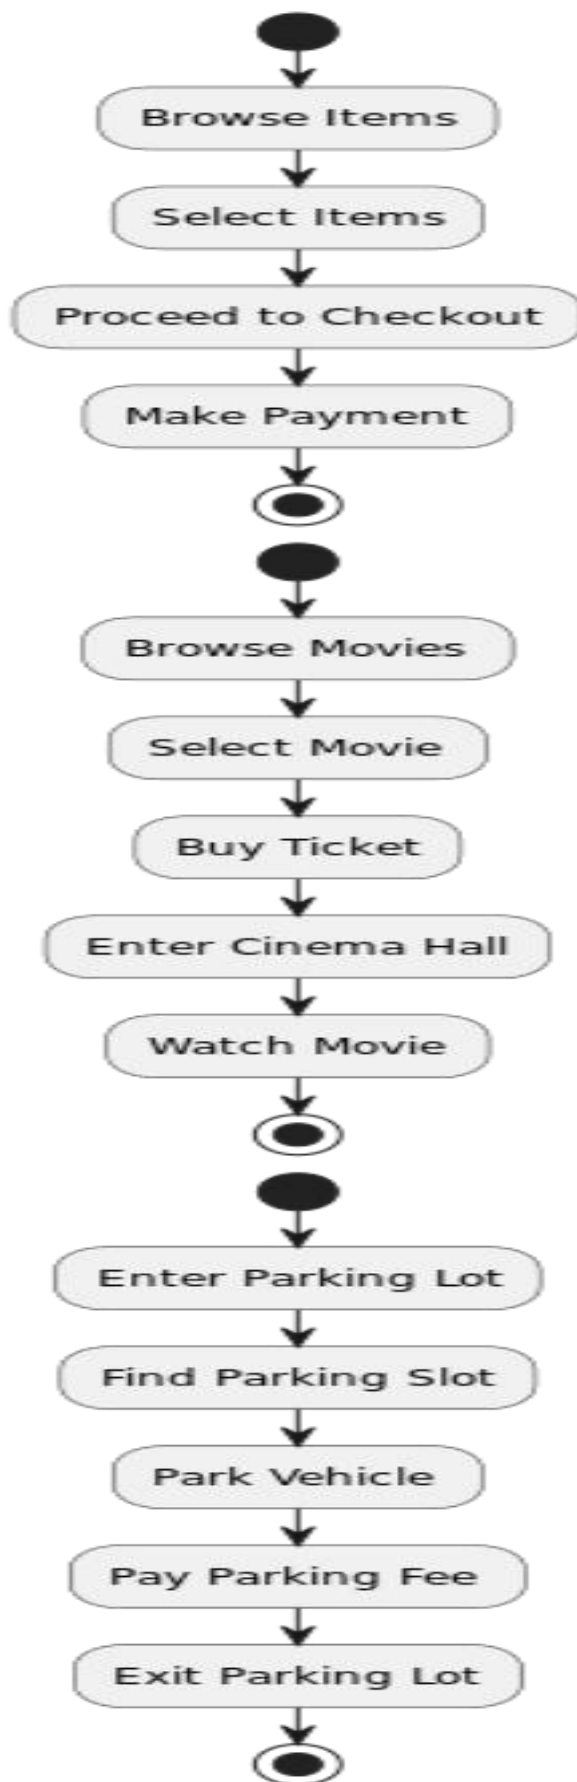 Browse Items
Select Items
Proceed to Checkout
Make Payment
Browse Movies
Select Movie
Buy Ticket
Enter Cinema Hall
Watch Movie
Enter Parking Lot
Find Parking Slot
Park Vehicle
Pay Parking Fee
Exit Parking Lot